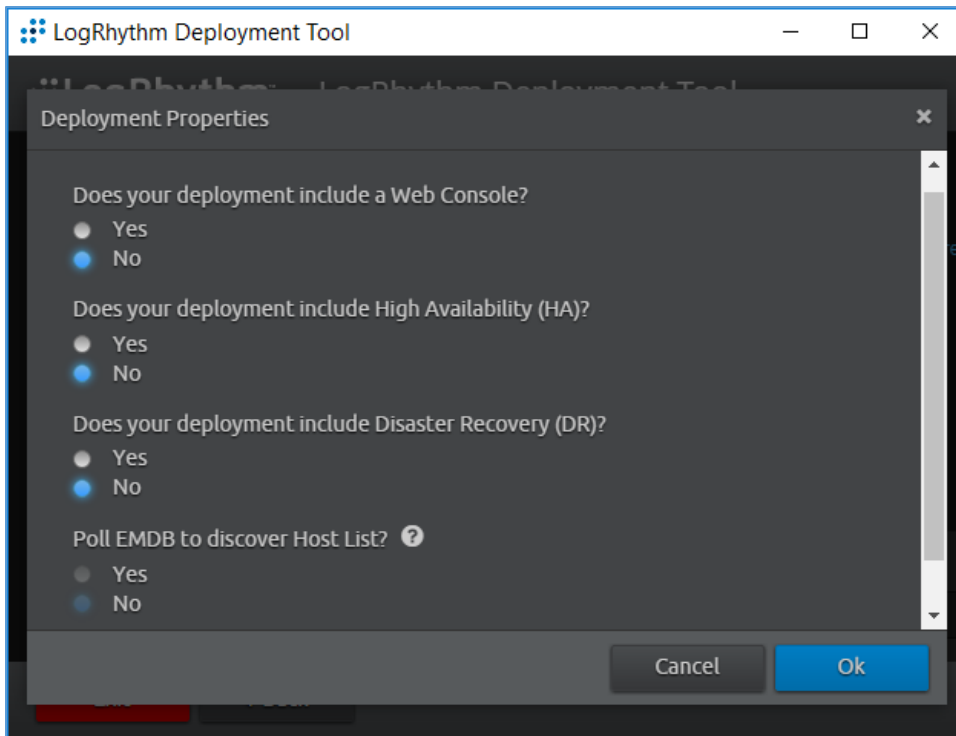 LogRhythm Deployment Tool
Deployment Properties
Does your deployment include a Web Console?
Yes
No
Does your deployment include High Availability (HA)?
Yes
No
Does your deployment include Disaster Recovery (DR)?
Yes
No
Poll EMDB to discover Host List? ?
Yes
No
Cancel
Ok